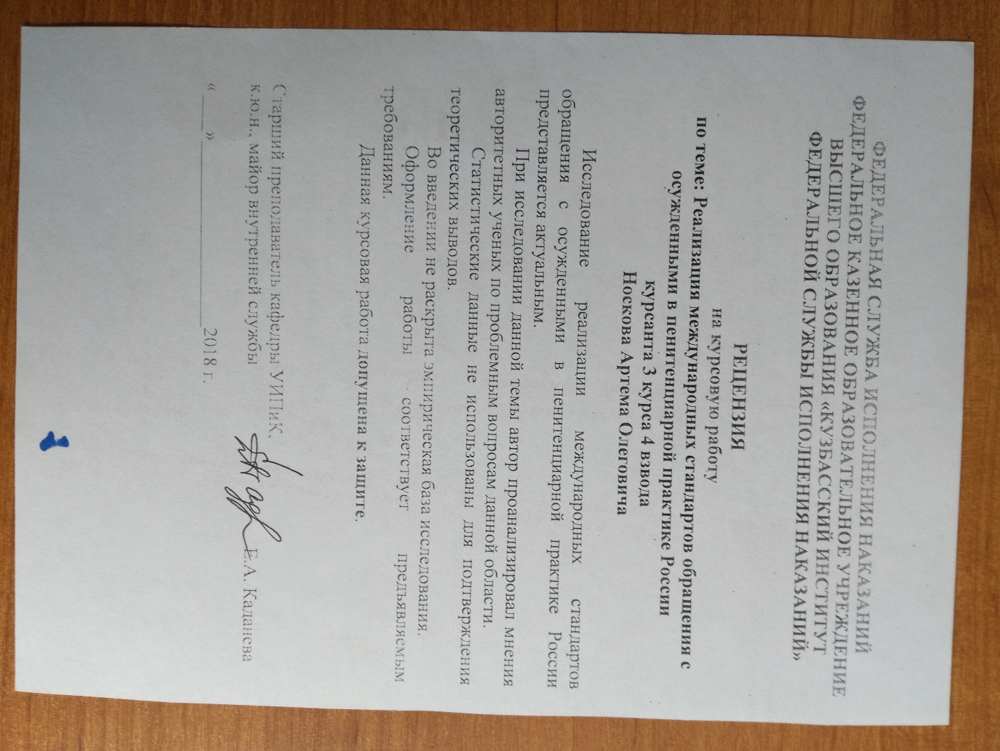 ФЕДЕРАЛЬНАЯ СЛУЖБА ИСПОЛНЕНИЯ НАКАЗАНИЙ
ФЕДЕРАЛЬНОЕ КАЗЕННОЕ ОБРАЗОВАТЕЛЬНОЕ УЧРЕЖДЕНИЕ
ВЫСШЕГО ОБРАЗОВАНИЯ «КУЗБАССКИЙ ИНСТИТУТ
ФЕДЕРАЛЬНОЙ СЛУЖБЫ ИСПОЛНЕНИЯ НАКАЗАНИЙ»
РЕЦЕНЗИЯ
на курсовую работу
по теме: Реализация международных стандартов обращения с
осужденными в пенитенциарной практике России
курсанта 3 курса 4 взвода
Носкова Артема Олеговича
Исследование реализации международных стандартов
обращения с осужденными в пенитенциарной практике России
представляется актуальным.
При исследовании данной темы автор проанализировал мнения
авторитетных ученых по проблемным вопросам данной области.
Статистические данные не использованы для подтверждения
теоретических выводов.
Во введении не раскрыта эмпирическая база исследования.
Оформление работы соответствует предъявляемым
требованиям.
Данная курсовая работа допущена к защите.
Старший преподаватель кафедры УИПиК,
к.ю.н., майор внутренней службы Е.А. Каданева
«____»____________________2018 г.